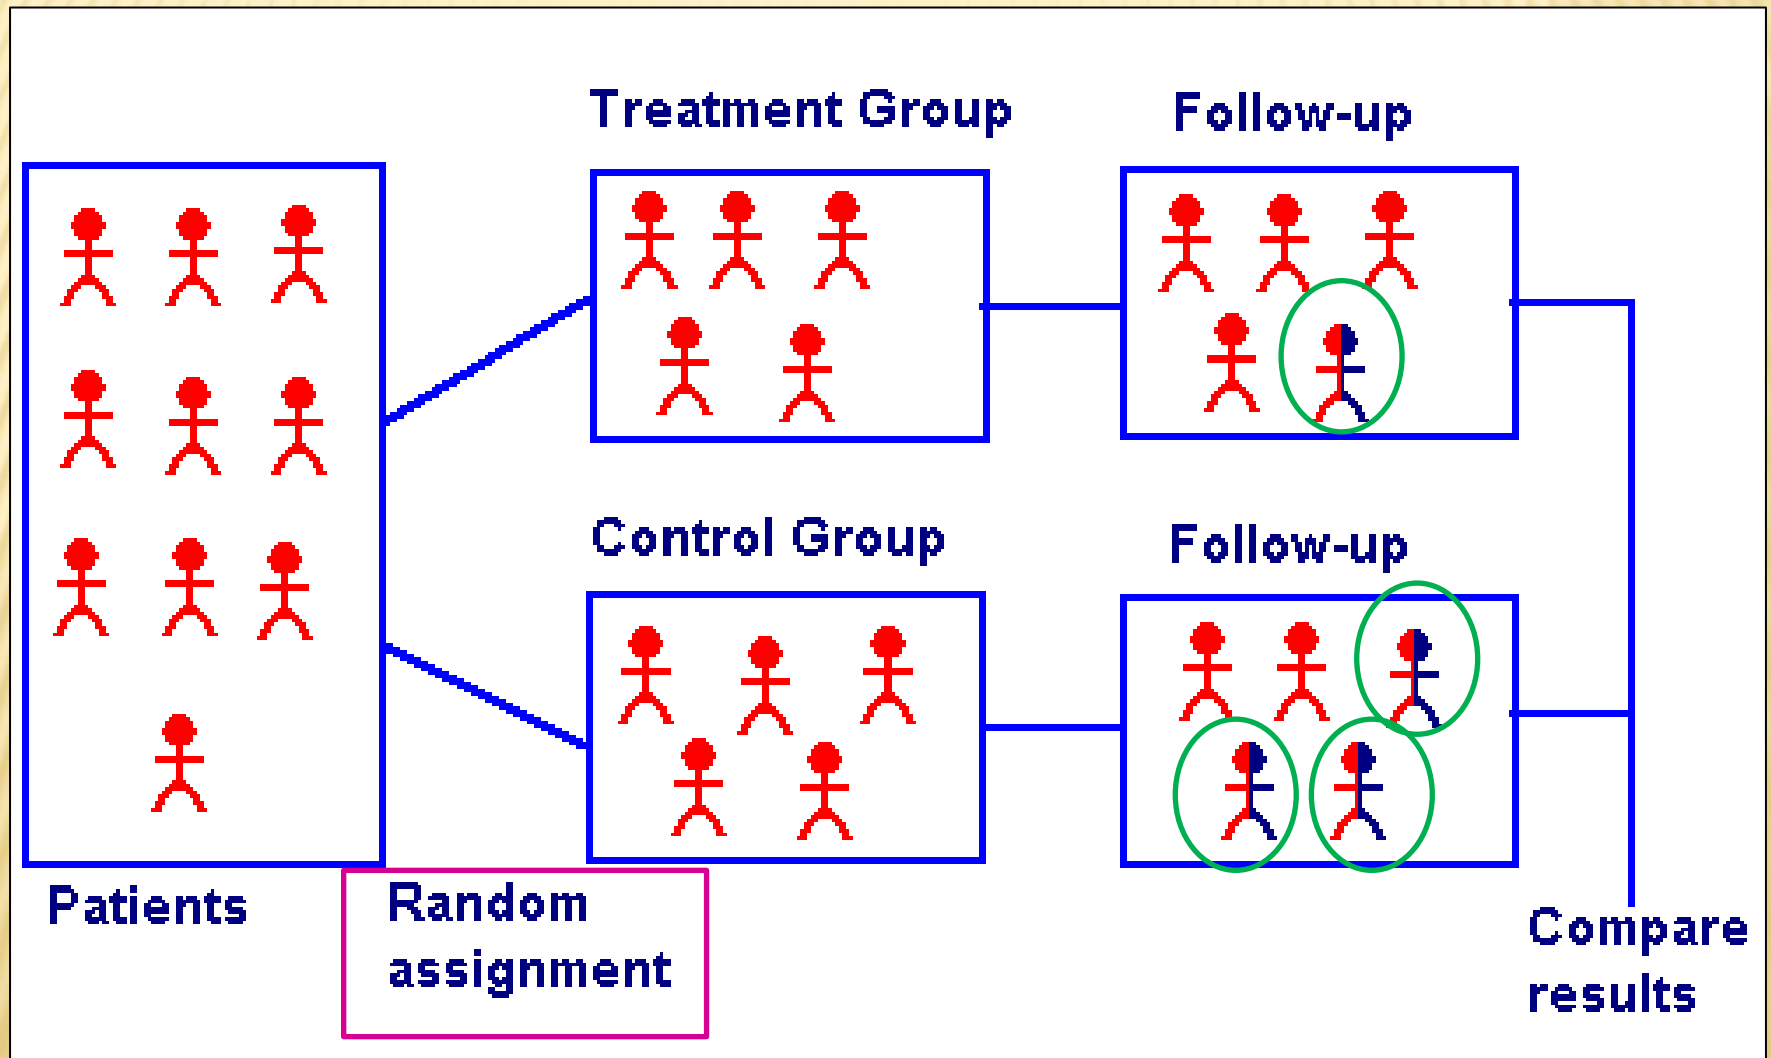 Treatment Group
Follow-up
Control Group
Follow-up
Patients
Random
assignment
Compare
results